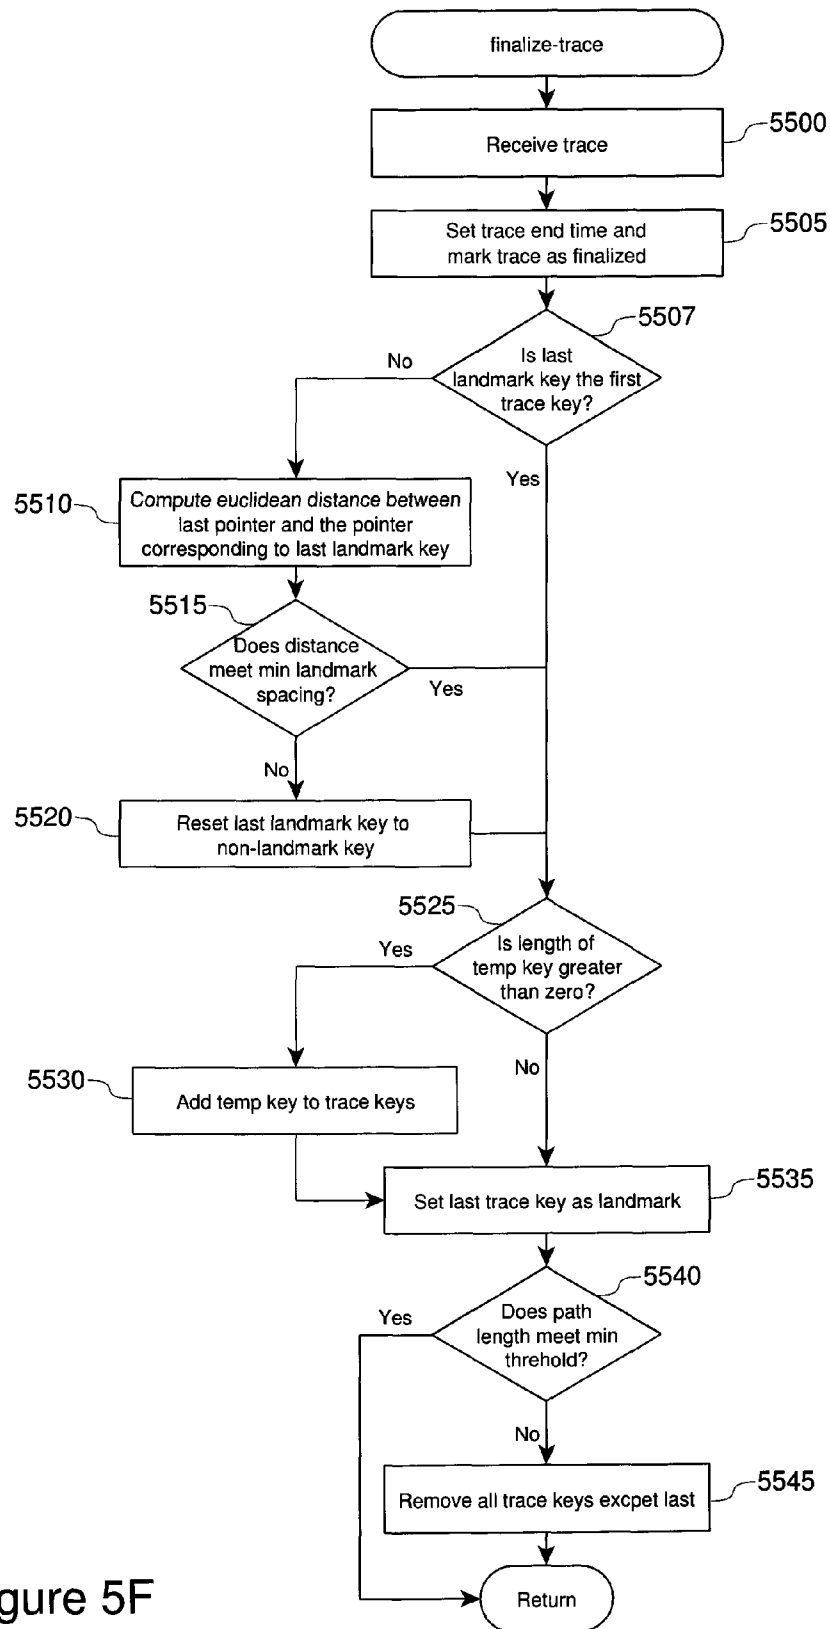 finalize-trace
Receive trace
5500
Set trace end time and
mark trace as finalized
5505
5507
Is last
landmark key the first
trace key?
No
Yes
5510
Compute euclidean distance between
last pointer and the pointer
corresponding to last landmark key
5515
Does distance
meet min landmark
spacing?
Yes
No
5520
Reset last landmark key to
non-landmark key
5525
Is length of
temp key greater
than zero?
Yes
No
5530
Add temp key to trace keys
Set last trace key as landmark
5535
5540
Does path
length meet min
threhold?
Yes
No
Remove all trace keys excpet last
5545
Return
gure 5F